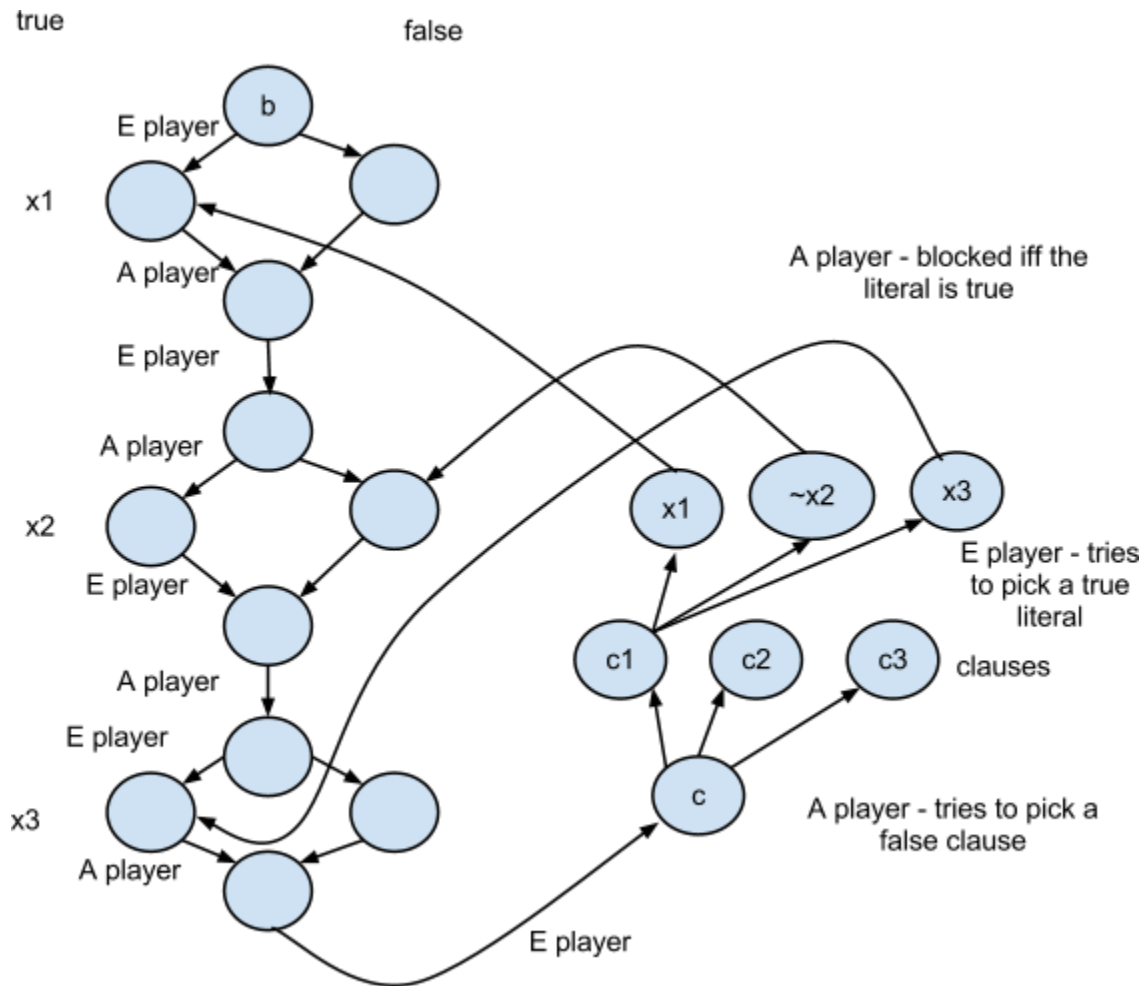 true
false
b
E player
x1
A player
A player - blocked iff the
literal is true
E player
A player
x1
~x2
x3
x2
E player - tries
to pick a true
literal
E player
c1
c2
c3
clauses
A player
E player
c
A player - tries to pick a
false clause
x3
A player
E player